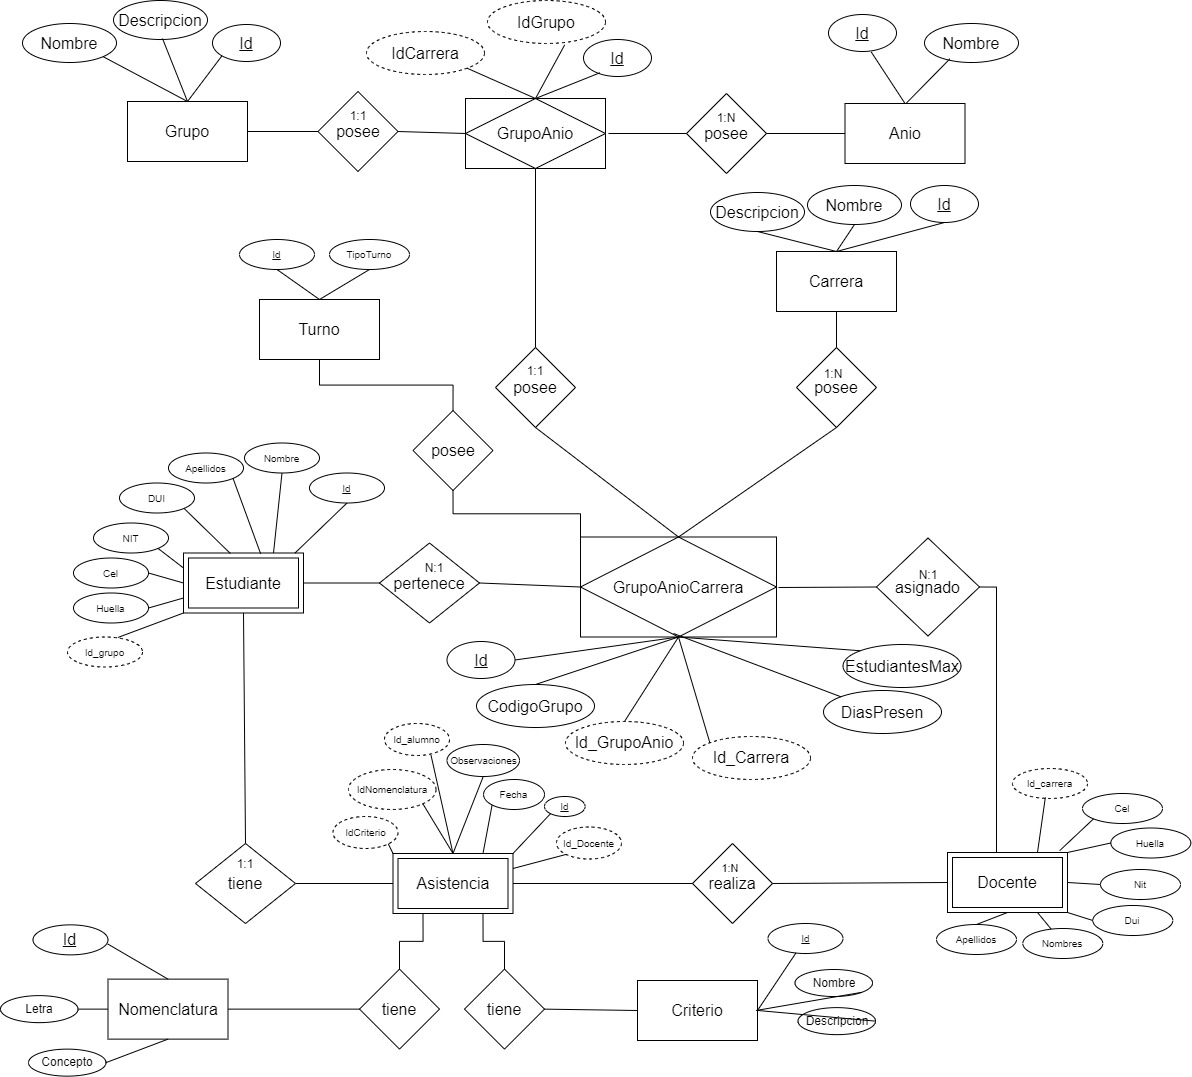 Descripcion
Nombre
Id
Grupo
1:1
posee
IdGrupo
IdCarrera
Id
GrupoAnio
1:N
posee
Id
Nombre
Anio
Descripcion
Nombre
Id
Carrera
Id
TipoTurno
Turno
1:1
posee
1:N
posee
posee
Nombre
Apellidos
Id
DUI
NIT
Cel
Huella
Id_grupo
Estudiante
N:1
pertenece
GrupoAnioCarrera
N:1
asignado
Id
CodigoGrupo
Id_GrupoAnio
Id_Carrera
DiasPresen
EstudiantesMax
Id_alumno
Observaciones
IdNomenclatura
Fecha
Id
IdCriterio
Id_Docente
Asistencia
1:1
tiene
1:N
realiza
Id_carrera
Cel
Huella
Nit
Dui
Nombres
Apellidos
Docente
Id
Letra
Concepto
Nomenclatura
tiene
tiene
Criterio
Id
Nombre
Descripcion